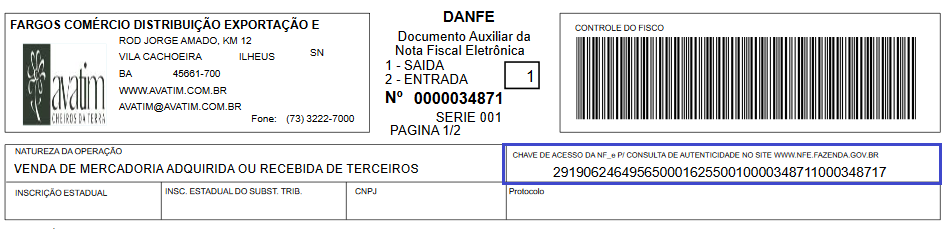 FARGOS COMÉRCIO DISTRIBUIÇÃO EXPORTAÇÃO E
avatim
CHEIROS DA TERRA
ROD JORGE AMADO, KM 12
VILA CACHOEIRA ILHEUS SN
BA 45661-700
WWW.AVATIM.COM.BR
AVATIM@AVATIM.COM.BR
Fone: (73) 3222-7000
DANFE
Documento Auxiliar da
Nota Fiscal Eletrônica
1 - SAIDA
2 - ENTRADA
1
Nº 0000034871
SERIE 001
PAGINA 1/2
CONTROLE DO FISCO
NATUREZA DA OPERAÇÃO
VENDA DE MERCADORIA ADQUIRIDA OU RECEBIDA DE TERCEIROS
CHAVE DE ACESSO DA NF_e P/ CONSULTA DE AUTENTICIDADE NO SITE WWW.NFE.FAZENDA.GOV.BR
29190624649565000162550010000348711000348717
INSCRIÇÃO ESTADUAL
INSC. ESTADUAL DO SUBST. TRIB.
CNPJ
Protocolo